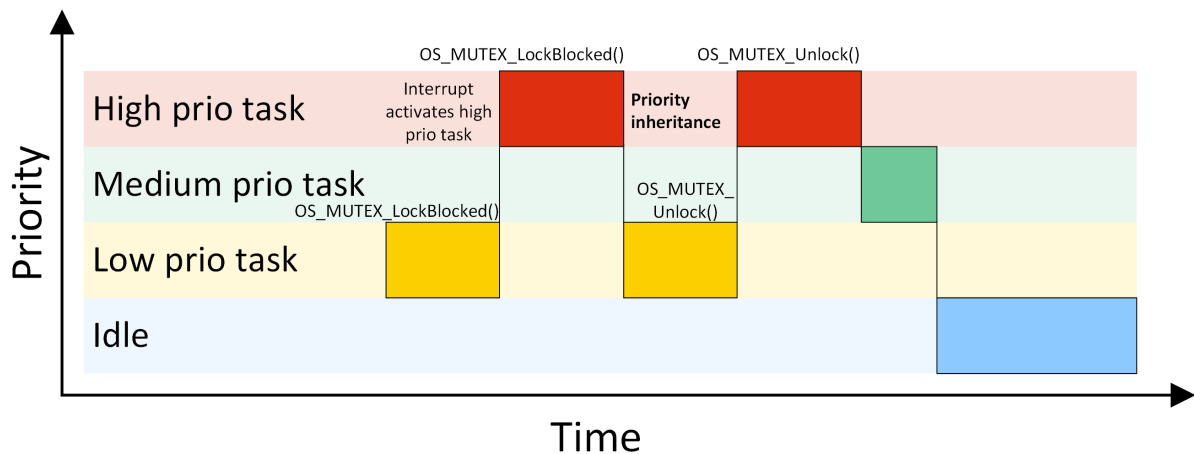 OS_MUTEX_LockBlocked()
OS_MUTEX_Unlock()
High prio task
Interrupt
activates high
prio task
Priority
inheritance
Medium prio task
OS_MUTEX_LockBlocked()
OS_MUTEX_
Unlock()
Low prio task
Idle
Priority
Time